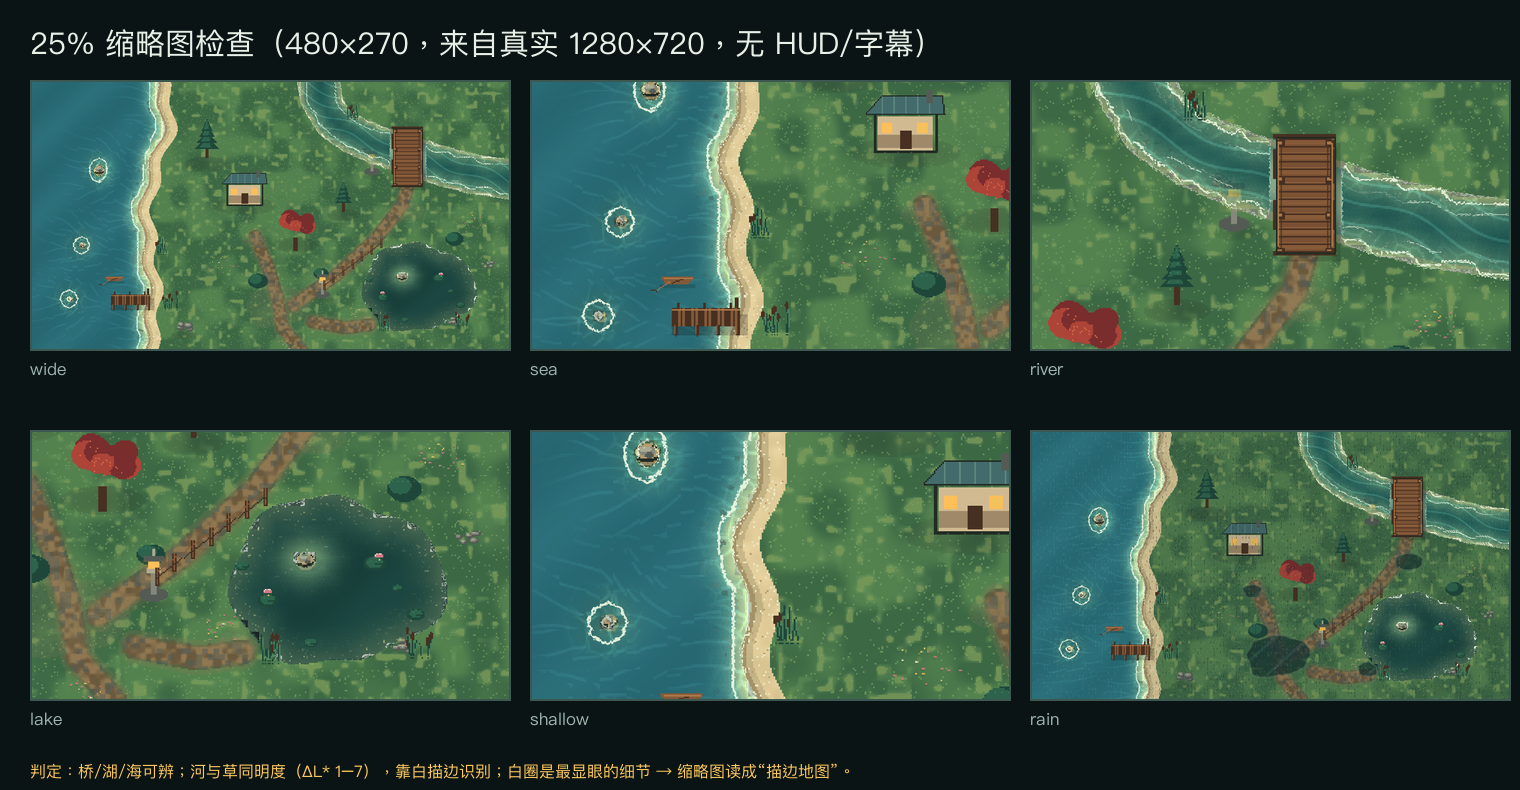 25% 缩略图检查（480×270，来自真实 1280×720，无 HUD/字幕）
wide
sea
river
lake
shallow
rain
判定：桥/湖/海可辨；河与草同明度（ΔL* 1–7），靠白描边识别；白圈是最显眼的细节 → 缩略图读成“描边地图”。